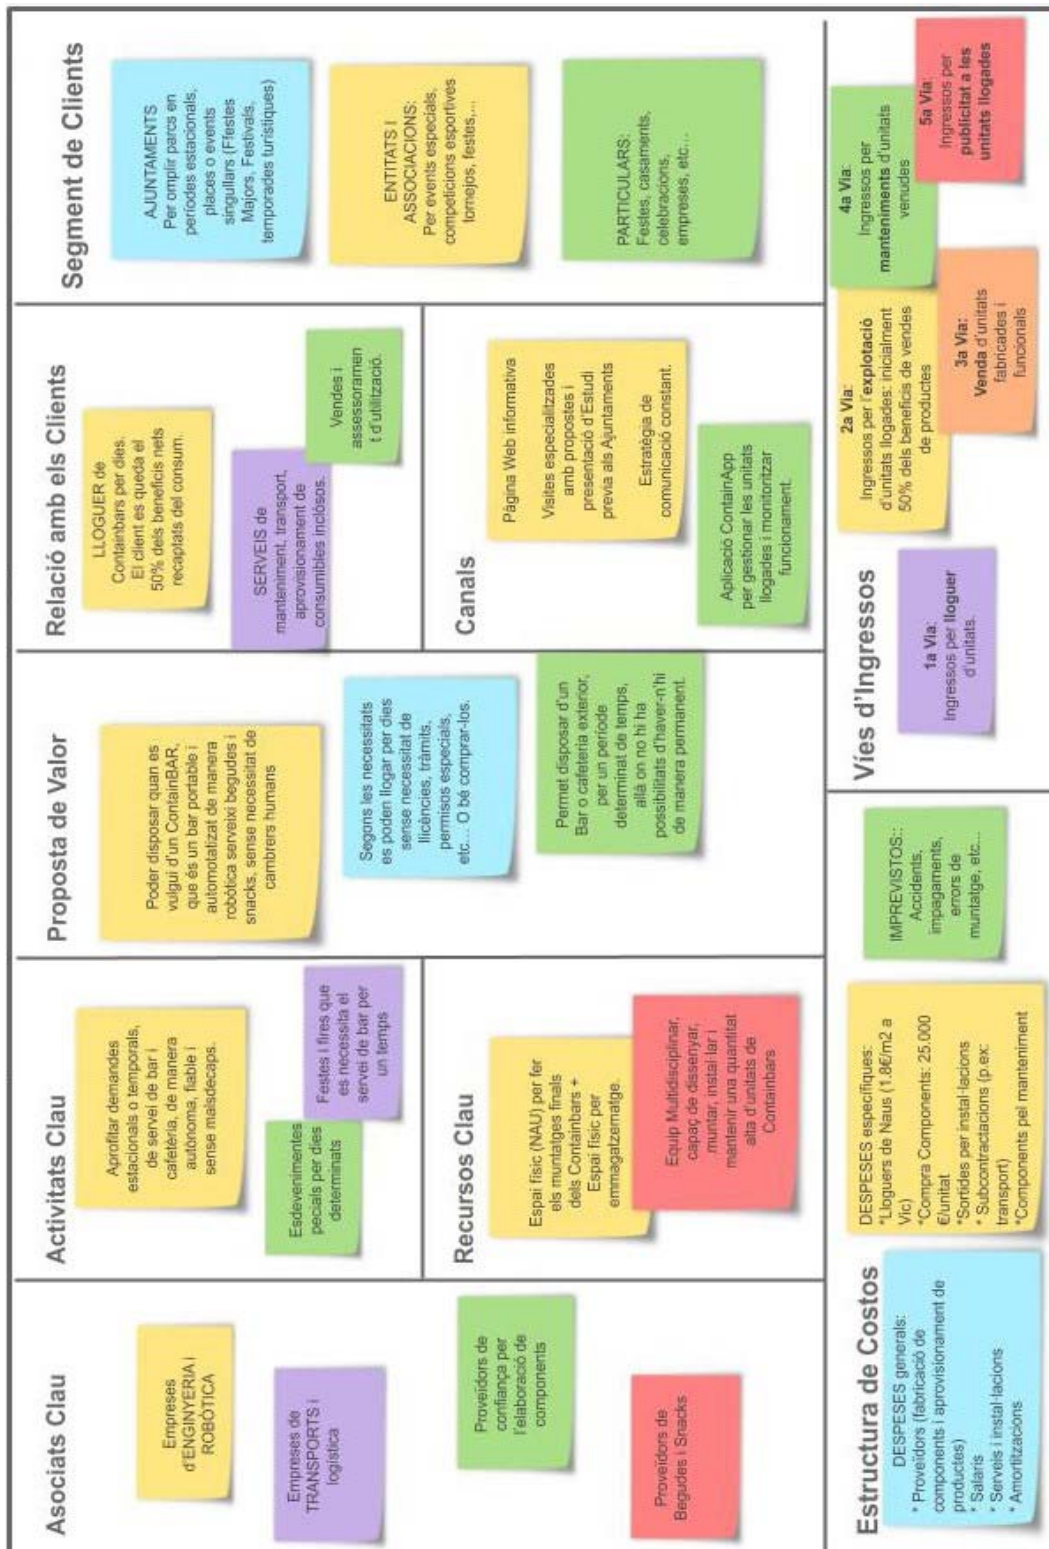 Asociats Clau
Empreses
d'ENGINYERIA i
ROBÒTICA
Empreses de
TRANSPORTS i
logística
Proveïdors de
confiança per
l'elaboració de
components
Proveïdors de
Begudes i Snacks
Activitats Clau
Aprofitar demandes
estacionals o temporals,
de servei de bar i
cafetèria, de manera
autònoma, fiable i
sense malsdecaps.
Esdevenimentes
pecials per dies
determinats
Festes i fires que
es necessita el
servei de bar per
un temps
Recursos Clau
Espai físic (NAU) per fer
els muntatges finals
dels Containbars +
Espai físic per
emmagatzematge.
Equip Multidisciplinar,
capaç de dissenyar,
muntar, instal·lar i
mantenir una quantitat
alta d'unitats de
Containbars
Proposta de Valor
Poder disposar quan es
vulgui d'un ContainBAR,
que és un bar portable i
automotatizat de manera
robòtica serveixi begudes i
snacks, sense necessitat de
cambrers humans
Segons les necessitats
es poden llogar per dies
sense necessitat de
llicències, tràmits,
permisos especials,
etc... O bé comprar-los.
Permet disposar d'un
Bar o cafeteria exterior,
per un període
determinat de temps,
allà on no hi ha
possibilitats d'haver-n'hi
de manera permanent.
Relació amb els Clients
LLOGUER de
Containbars per dies.
El client es queda el
50% dels beneficis nets
recaptats del consum.
SERVEIS de
manteniment, transport,
aprovisionament de
consumibles inclòsos.
Vendes i
assessoramen
t d'utilització.
Canals
Pàgina Web informativa
Visites especialitzades
amb propostes i
presentació d'Estudi
previa als Ajuntaments
Estratègia de
comunicació constant.
Aplicació ContainApp
per gestionar les unitats
llogades i monitoritzar
funcionament.
Segment de Clients
AJUNTAMENTS
Per omplir parcs en
períodes estacionals,
places o events
singullars (Ffestes
Majors, Festivals,
temporades turístiques)
ENTITATS I
ASSOCIACIONS:
Per events especials,
competicions esportives
tornejos, festes,...
PARTICULARS:
Festes, casaments,
celebracions,
empreses, etc...
Estructura de Costos
DESPESES generals:
* Proveïdors (fabricació de
components i aprovisionament de
productes)
* Salaris
* Serveis i instal·lacions
* Amortitzacions
DESPESES específiques:
*Lloguers de Naus (1.8€/m2 a
Vic)
*Compra Components: 25.000
€/unitat
*Sortides per instal·lacions
* Subcontractacions (p.ex:
transport)
*Components pel manteniment
IMPREVISTOS::
Accidents,
impagaments,
errors de
muntatge, etc...
Vies d'Ingressos
1a Via:
Ingressos per lloguer
d'unitats.
2a Via:
Ingressos per l'explotació
d'unitats llogades: inicialment
50% dels beneficis de vendes
de productes
3a Via:
Venda d'unitats
fabricades i
funcionals
4a Via:
Ingressos per
manteniments d'unitats
venudes
5a Via:
Ingressos per
publicitat a les
unitats llogades